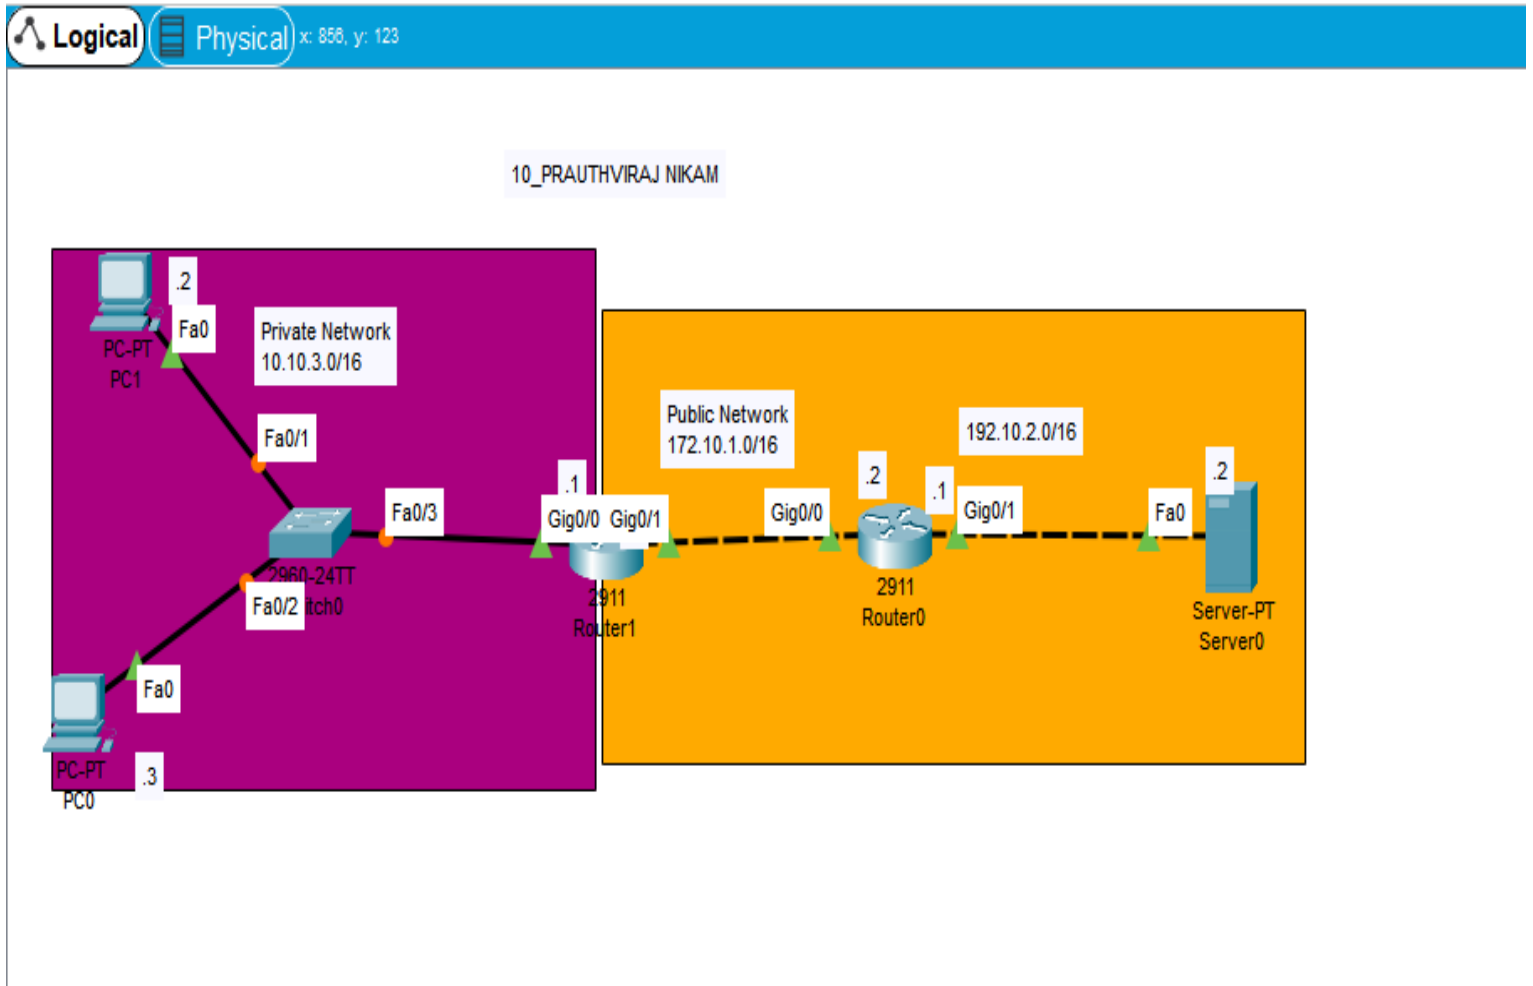 Logical
Physical
x: 856, y: 123
10_PRAUTHVIRAJ NIKAM
.2
Fa0
PC-PT
PC1
Private Network
10.10.3.0/16
Fa0/1
Fa0/3
2960-24TT
itch0
Fa0/2
Fa0
PC-PT
PC0
.3
.1
Gig0/0
Gig0/1
2911
Router1
Public Network
172.10.1.0/16
Gig0/0
.2
2911
Router0
.1
Gig0/1
192.10.2.0/16
.2
Fa0
Server-PT
Server0